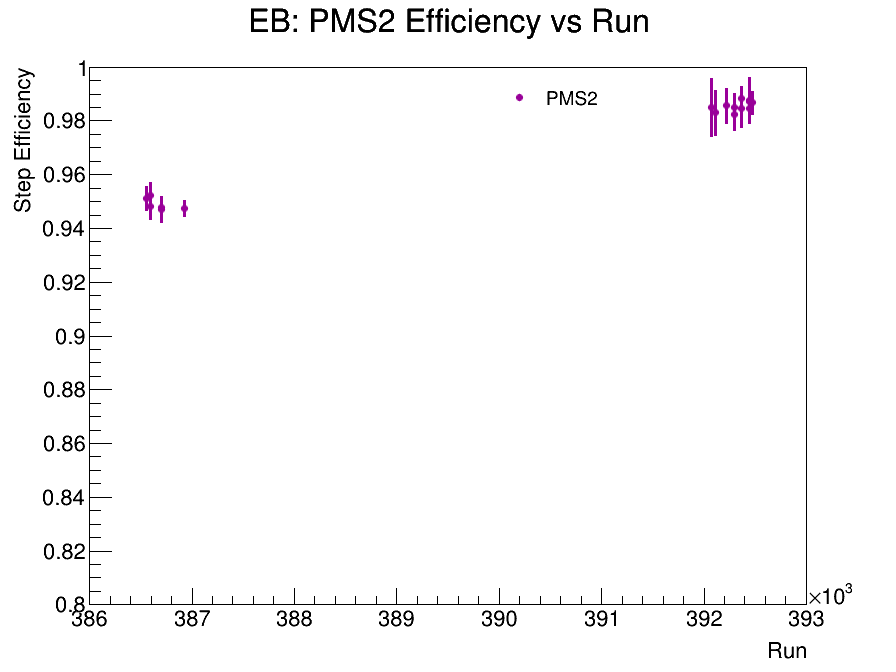 EB: PMS2 Efficiency vs Run
Step Efficiency
PMS2
1
0.98
0.96
0.94
0.92
0.9
0.88
0.86
0.84
0.82
0.8
386 387 388 389 390 391 392 393
×10³
Run